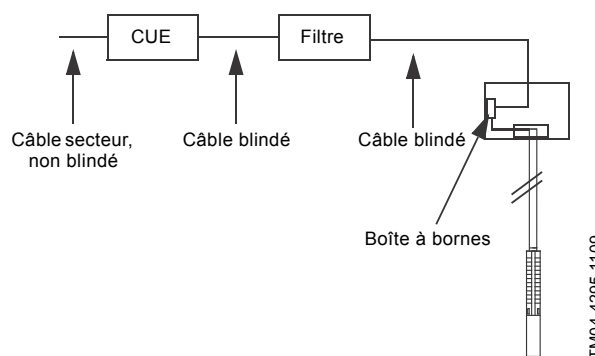 CUE
Filtre
Câble secteur,
non blindé
Câble blindé
Câble blindé
Boîte à bornes
TM04 4295 1109